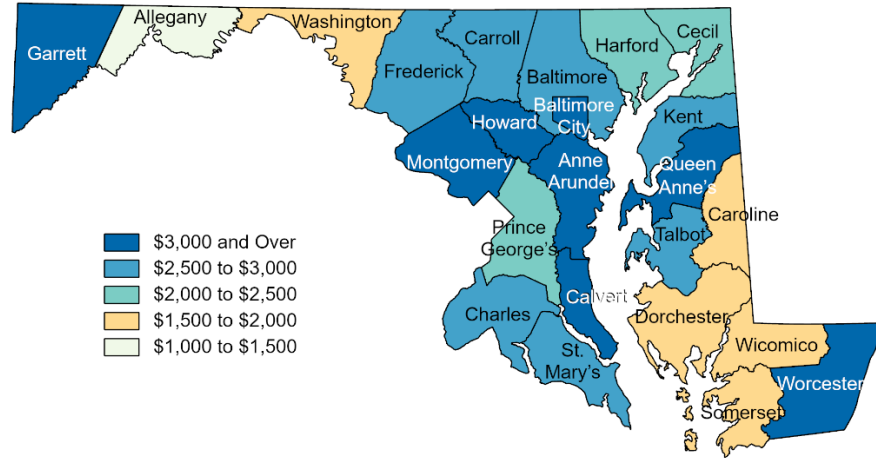 Allegany
Washington
Garrett
Frederick
Carroll
Baltimore
Harford
Cecil
Baltimore
City
Kent
Howard
Montgomery
Anne
Arundel
Queen
Anne's
Caroline
Prince
George's
Talbot
$3,000 and Over
$2,500 to $3,000
$2,000 to $2,500
$1,500 to $2,000
$1,000 to $1,500
Calvert
Charles
Dorchester
St.
Mary's
Wicomico
Worcester
Somerset